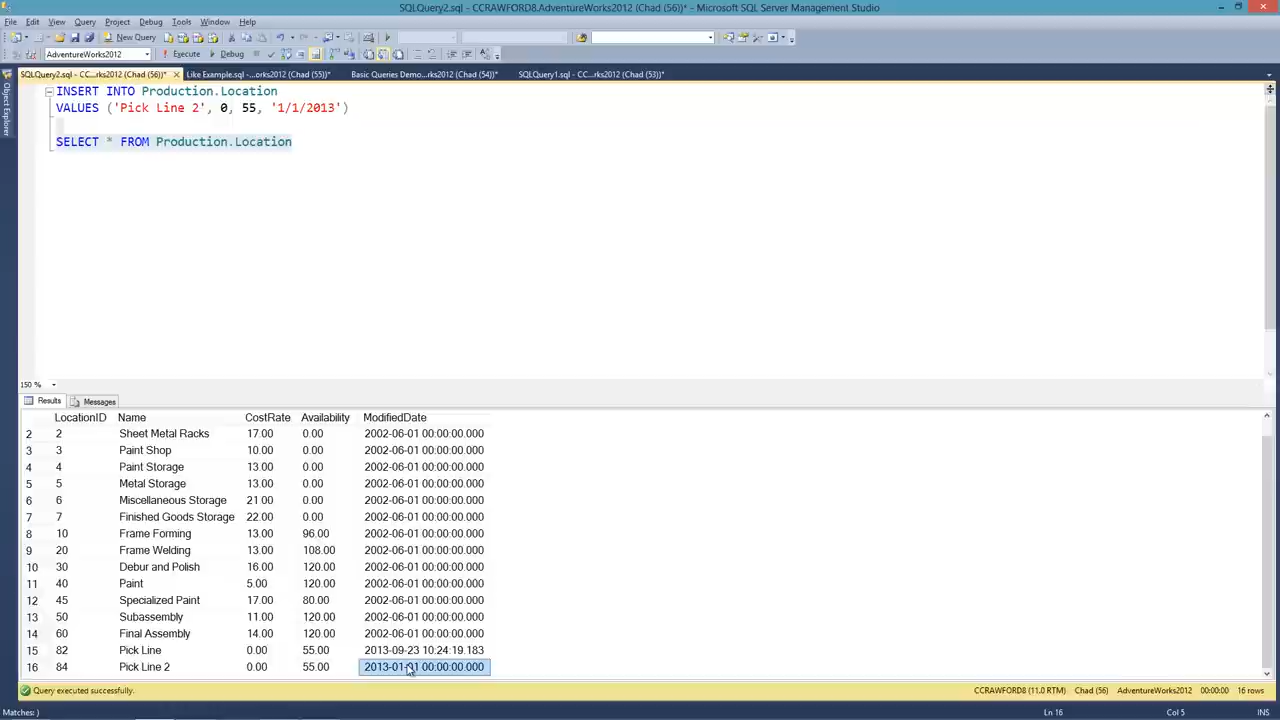 SQLQuery2.sql - CCRAWFORD8.AdventureWorks2012 (Chad (56))* - Microsoft SQL Server Management Studio
File Edit View Query Project Debug Tools Window Help
New Query
AdventureWorks2012 Execute Debug
SQLQuery2.sql - CC...rks2012 (Chad (56))* Like Example.sql -...orks2012 (Chad (55))* Basic Queries Demo...rks2012 (Chad (54))* SQLQuery1.sql - CC...rks2012 (Chad (53))*
Object Explorer
INSERT INTO Production.Location
VALUES ('Pick Line 2', 0, 55, '1/1/2013')
SELECT * FROM Production.Location
150 %
Results Messages
LocationID Name CostRate Availability ModifiedDate
2 2 Sheet Metal Racks 17.00 0.00 2002-06-01 00:00:00.000
3 3 Paint Shop 10.00 0.00 2002-06-01 00:00:00.000
4 4 Paint Storage 13.00 0.00 2002-06-01 00:00:00.000
5 5 Metal Storage 13.00 0.00 2002-06-01 00:00:00.000
6 6 Miscellaneous Storage 21.00 0.00 2002-06-01 00:00:00.000
7 7 Finished Goods Storage 22.00 0.00 2002-06-01 00:00:00.000
8 10 Frame Forming 13.00 96.00 2002-06-01 00:00:00.000
9 20 Frame Welding 13.00 108.00 2002-06-01 00:00:00.000
10 30 Debur and Polish 16.00 120.00 2002-06-01 00:00:00.000
11 40 Paint 5.00 120.00 2002-06-01 00:00:00.000
12 45 Specialized Paint 17.00 80.00 2002-06-01 00:00:00.000
13 50 Subassembly 11.00 120.00 2002-06-01 00:00:00.000
14 60 Final Assembly 14.00 120.00 2002-06-01 00:00:00.000
15 82 Pick Line 0.00 55.00 2013-09-23 10:24:19.183
16 84 Pick Line 2 0.00 55.00 2013-01-01 00:00:00.000
Query executed successfully. CCRAWFORD8 (11.0 RTM) Chad (56) AdventureWorks2012 00:00:00 16 rows
Matches: ) Ln 16 Col 5 INS